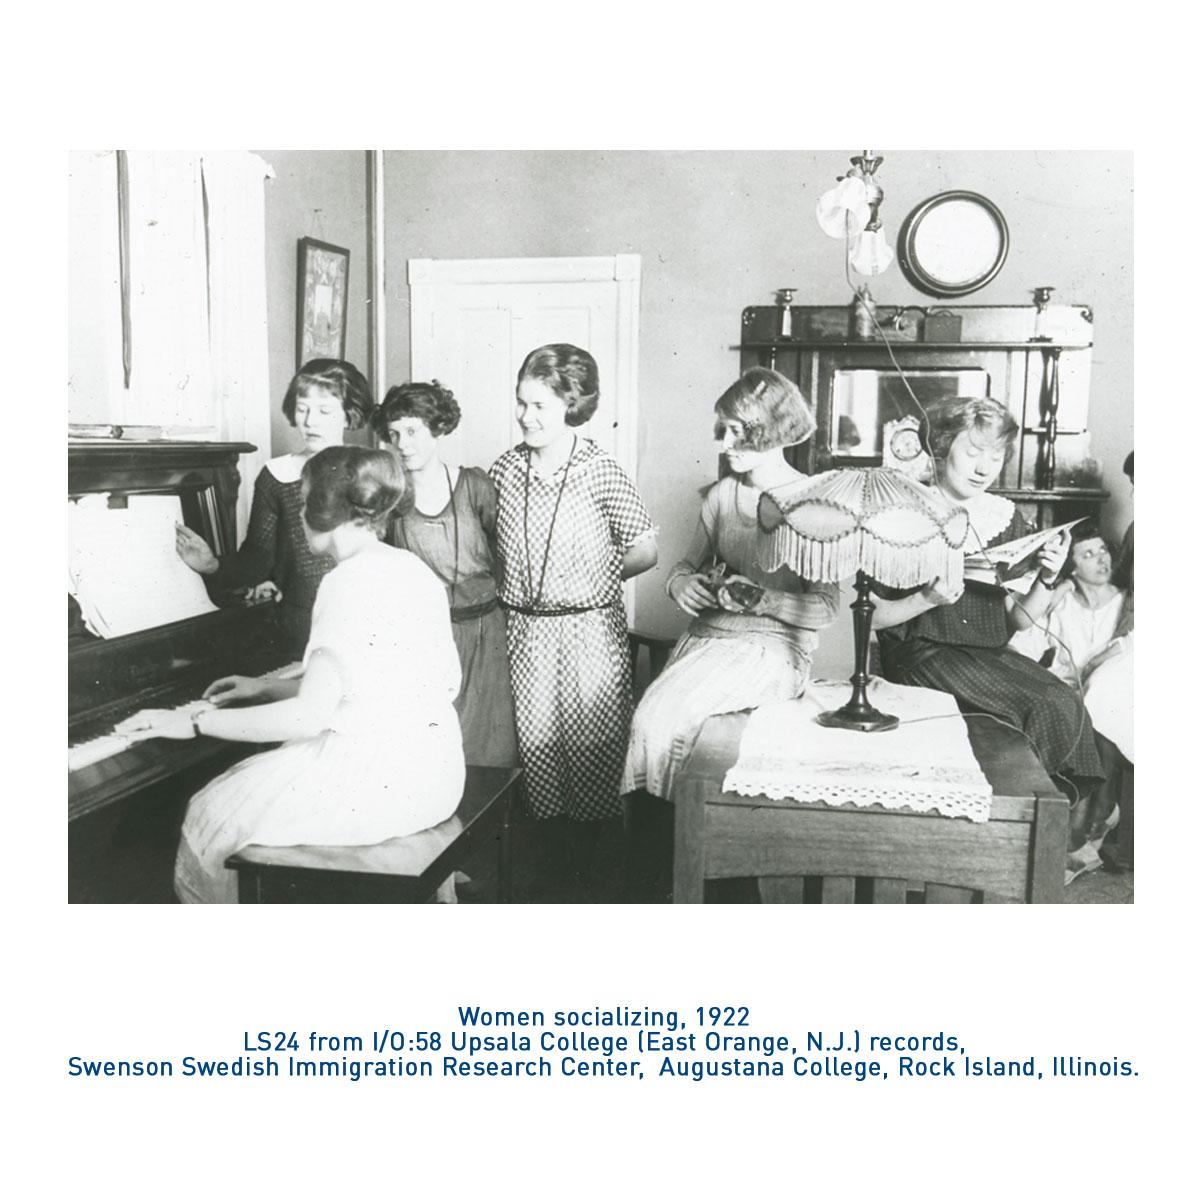 Women socializing, 1922
LS24 from I/O:58 Upsala College (East Orange, N.J.) records,
Swenson Swedish Immigration Research Center,  Augustana College, Rock Island, Illinois.